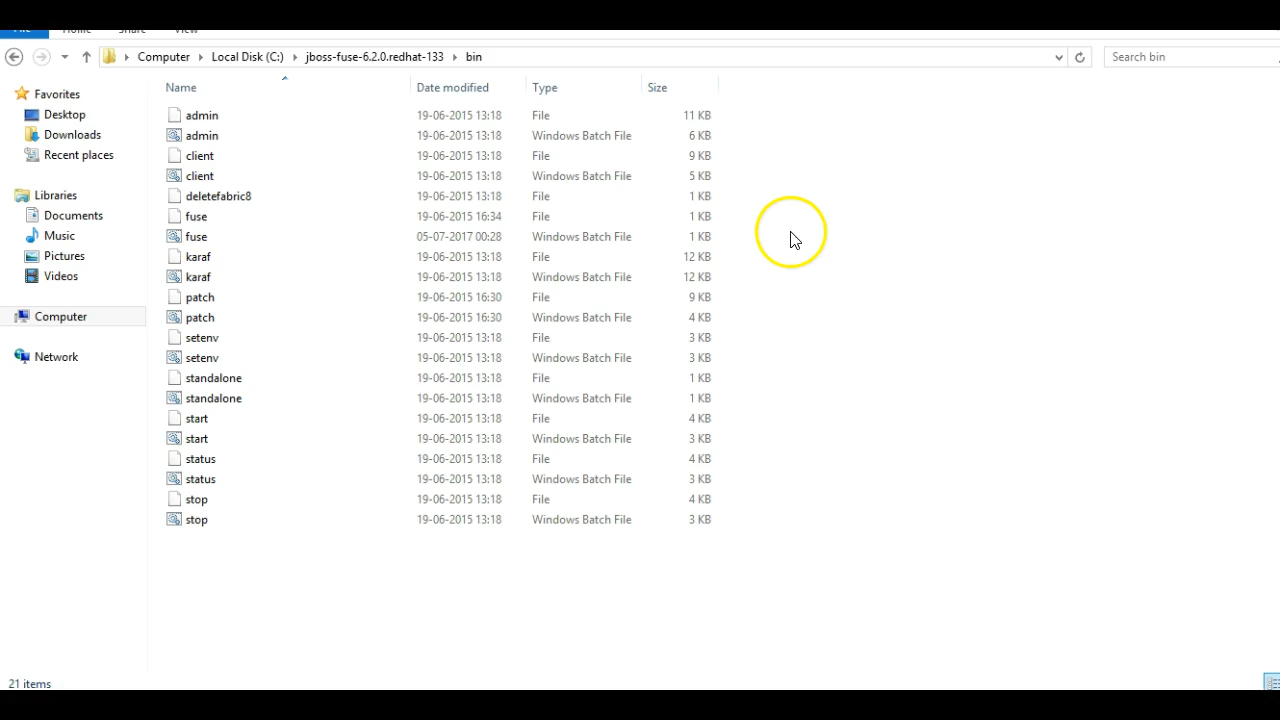 File Home Share View
Computer Local Disk (C:) jboss-fuse-6.2.0.redhat-133 bin Search bin
Name Date modified Type Size
Favorites
Desktop
Downloads
Recent places
Libraries
Documents
Music
Pictures
Videos
Computer
Network
admin 19-06-2015 13:18 File 11 KB
admin 19-06-2015 13:18 Windows Batch File 6 KB
client 19-06-2015 13:18 File 9 KB
client 19-06-2015 13:18 Windows Batch File 5 KB
deletefabric8 19-06-2015 13:18 File 1 KB
fuse 19-06-2015 16:34 File 1 KB
fuse 05-07-2017 00:28 Windows Batch File 1 KB
karaf 19-06-2015 13:18 File 12 KB
karaf 19-06-2015 13:18 Windows Batch File 12 KB
patch 19-06-2015 16:30 File 9 KB
patch 19-06-2015 16:30 Windows Batch File 4 KB
setenv 19-06-2015 13:18 File 3 KB
setenv 19-06-2015 13:18 Windows Batch File 3 KB
standalone 19-06-2015 13:18 File 1 KB
standalone 19-06-2015 13:18 Windows Batch File 1 KB
start 19-06-2015 13:18 File 4 KB
start 19-06-2015 13:18 Windows Batch File 3 KB
status 19-06-2015 13:18 File 4 KB
status 19-06-2015 13:18 Windows Batch File 3 KB
stop 19-06-2015 13:18 File 4 KB
stop 19-06-2015 13:18 Windows Batch File 3 KB
21 items